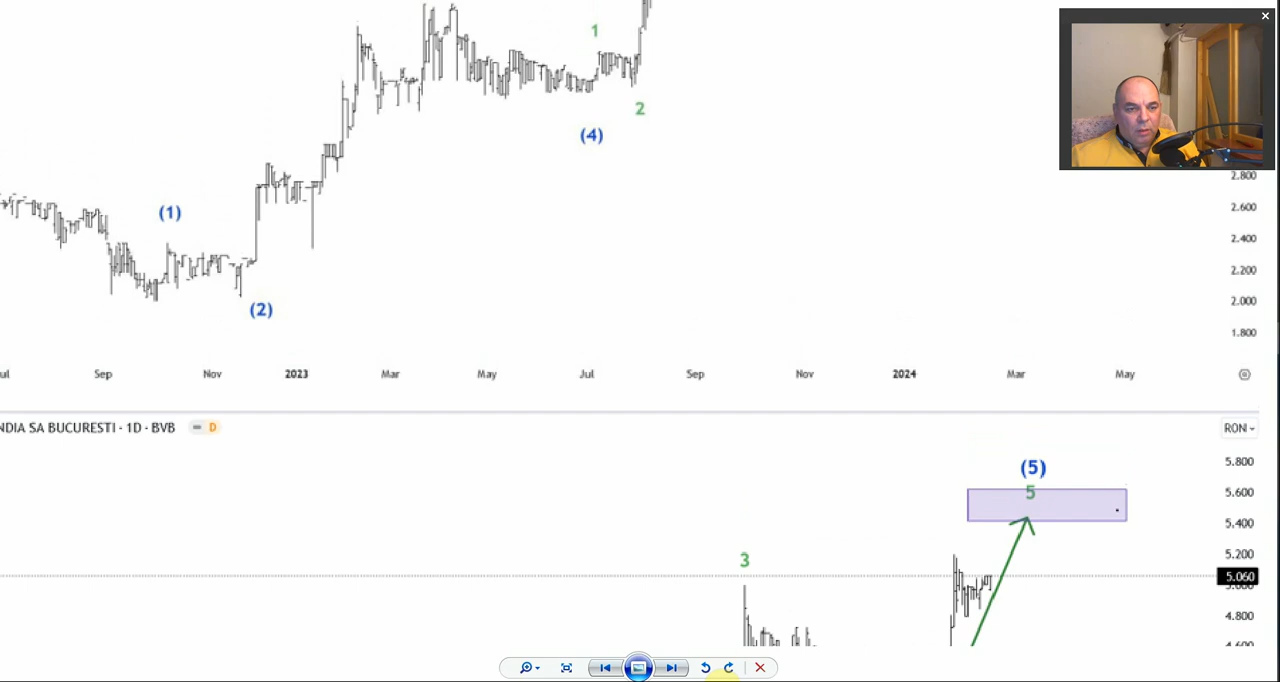 1
2
(4)
(1)
(2)
2.800
2.600
2.400
2.200
2.000
1.800
Sep
Nov
2023
Mar
May
Jul
Sep
Nov
2024
Mar
May
NDIA SA BUCURESTI · 1D · BVB
D
RON
5.800
(5)
5
5.600
5.400
5.200
3
5.060
4.800